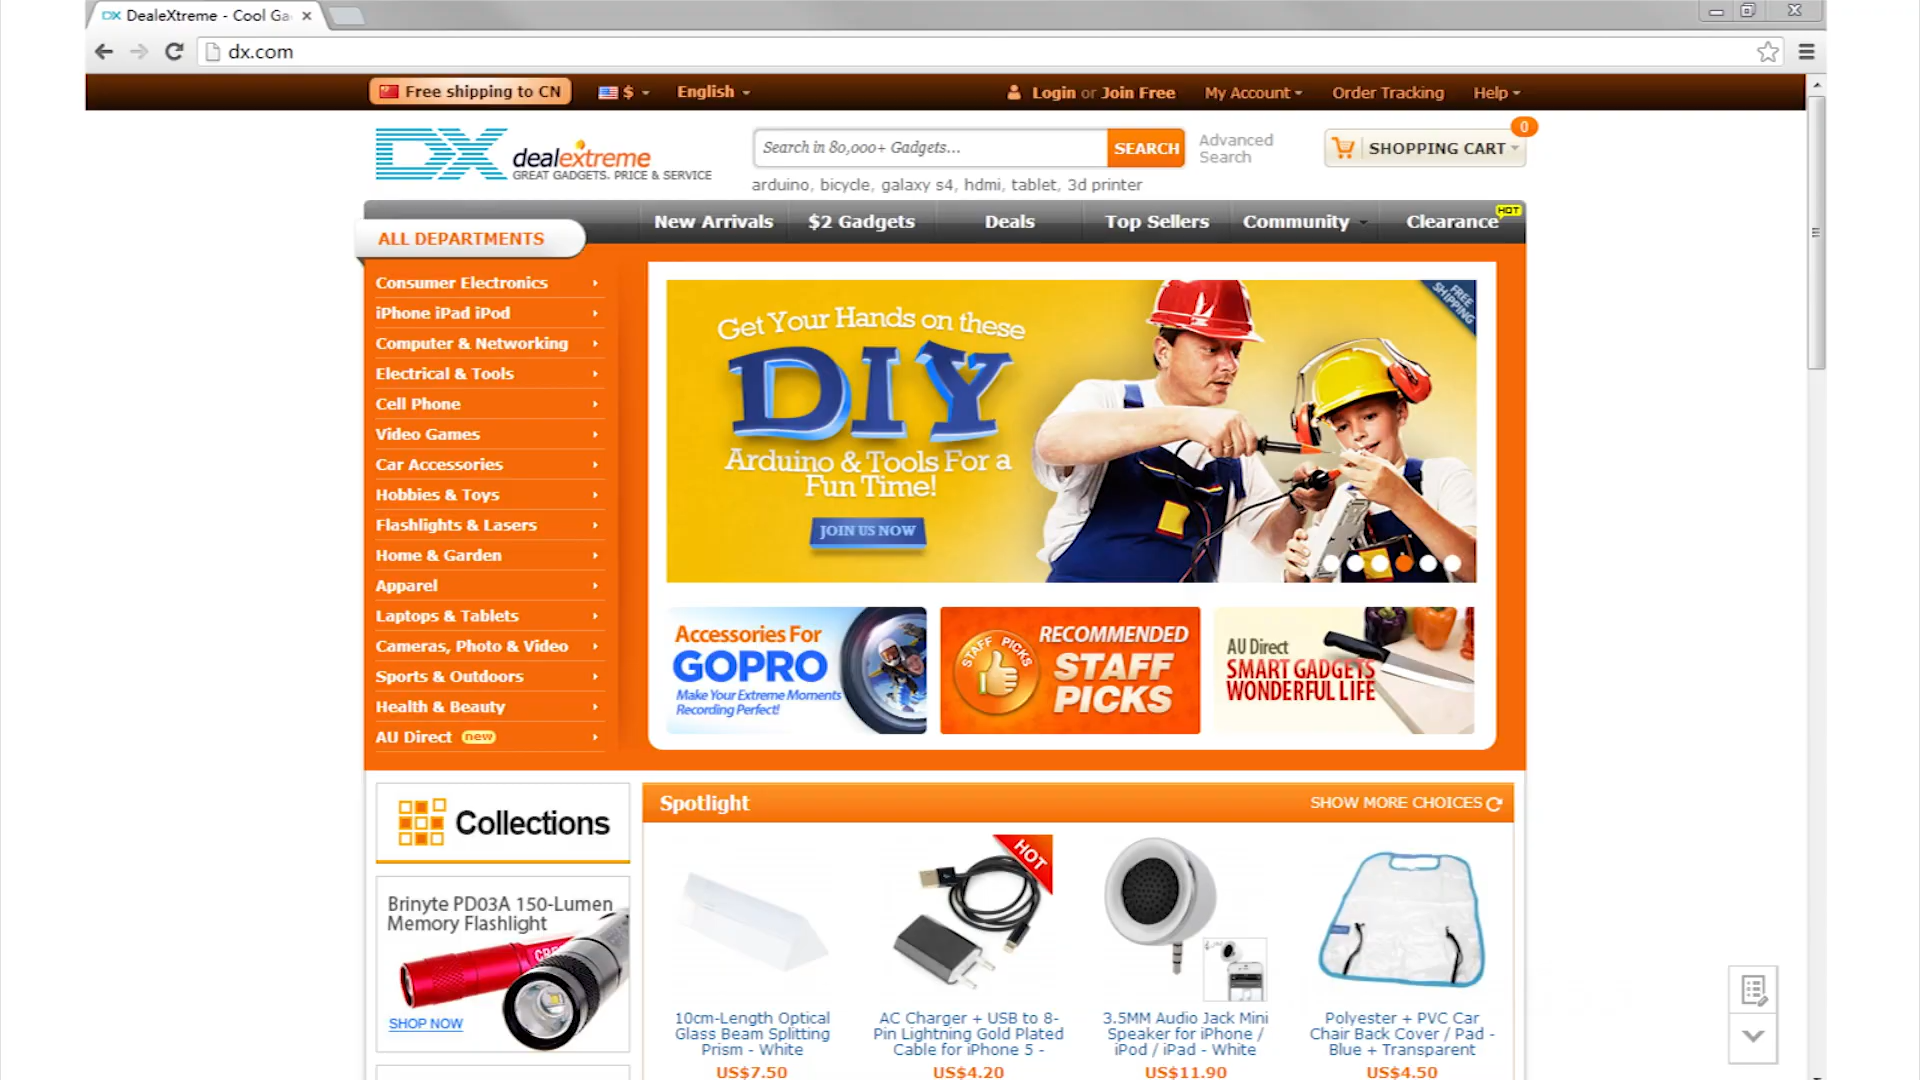 DX DealeXtreme - Cool Ga
dx.com
Free shipping to CN
$
English
Login or Join Free
My Account
Order Tracking
Help
DX dealextreme
GREAT GADGETS. PRICE & SERVICE
Search in 80,000+ Gadgets...
SEARCH
Advanced
Search
SHOPPING CART
0
arduino, bicycle, galaxy s4, hdmi, tablet, 3d printer
ALL DEPARTMENTS
New Arrivals
$2 Gadgets
Deals
Top Sellers
Community
Clearance
HOT
Consumer Electronics
iPhone iPad iPod
Computer & Networking
Electrical & Tools
Cell Phone
Video Games
Car Accessories
Hobbies & Toys
Flashlights & Lasers
Home & Garden
Apparel
Laptops & Tablets
Cameras, Photo & Video
Sports & Outdoors
Health & Beauty
AU Direct new
Get Your Hands on these
DIY
Arduino & Tools For a
Fun Time!
JOIN US NOW
FREE
SHIPPING
Accessories For
GOPRO
Make Your Extreme Moments
Recording Perfect!
STAFF PICKS
RECOMMENDED
STAFF
PICKS
AU Direct
SMART GADGETS
WONDERFUL LIFE
Collections
Brinyte PD03A 150-Lumen
Memory Flashlight
SHOP NOW
Spotlight
SHOW MORE CHOICES
HOT
10cm-Length Optical
Glass Beam Splitting
Prism - White
US$7.50
AC Charger + USB to 8-
Pin Lightning Gold Plated
Cable for iPhone 5 -
US$4.20
3.5MM Audio Jack Mini
Speaker for iPhone /
iPod / iPad - White
US$11.90
Polyester + PVC Car
Chair Back Cover / Pad -
Blue + Transparent
US$4.50